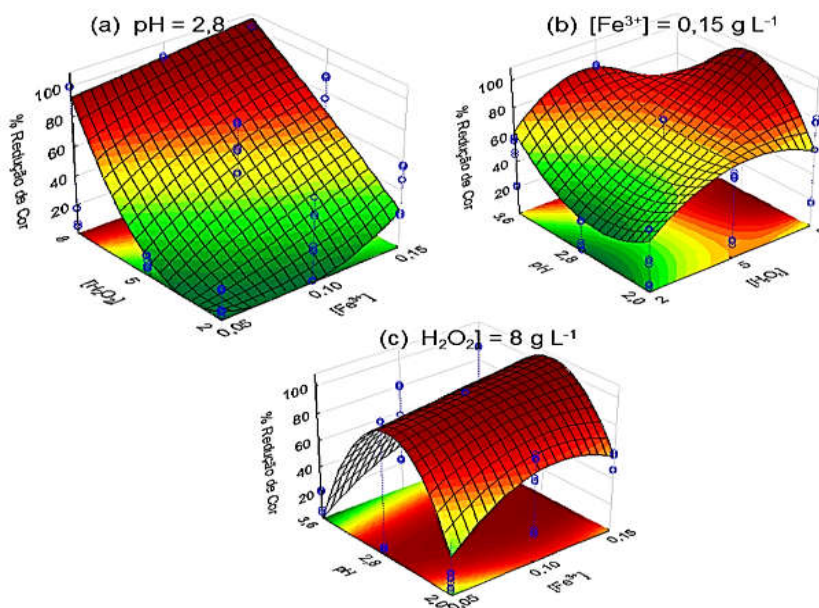 (a) pH = 2,8
% Redução de Cor
100
80
60
40
20
8
5
2
[H₂O₂]
0,05
0,10
0,15
[Fe³⁺]
(b) [Fe³⁺] = 0,15 g L⁻¹
% Redução da Cor
100
80
60
40
20
3,6
2,8
2,0
pH
2
5
(c) H₂O₂] = 8 g L⁻¹
% Redução de Cor
100
80
60
40
20
3,6
2,8
2,0
pH
0,05
0,10
0,15
[Fe³⁺]